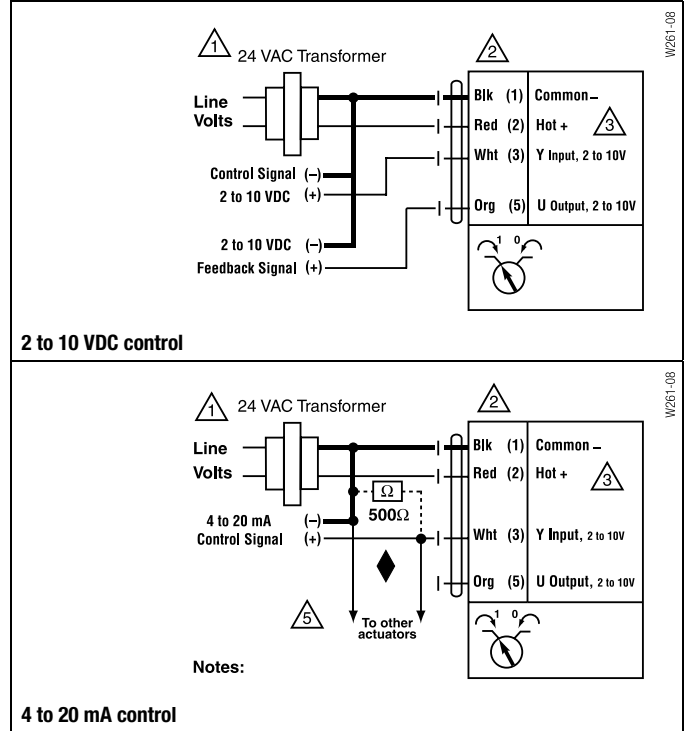 W261-08
1 24 VAC Transformer 2
Line
Volts
Blk (1) Common –
Red (2) Hot + 3
Wht (3) Y Input, 2 to 10V
Control Signal (–)
2 to 10 VDC (+)
Org (5) U Output, 2 to 10V
2 to 10 VDC (–)
Feedback Signal (+)
1 0
2 to 10 VDC control
W261-08
1 24 VAC Transformer 2
Line
Volts
Blk (1) Common –
Red (2) Hot + 3
Ω
500Ω
4 to 20 mA (–)
Control Signal (+)
Wht (3) Y Input, 2 to 10V
Org (5) U Output, 2 to 10V
5 To other
actuators
1 0
Notes:
4 to 20 mA control